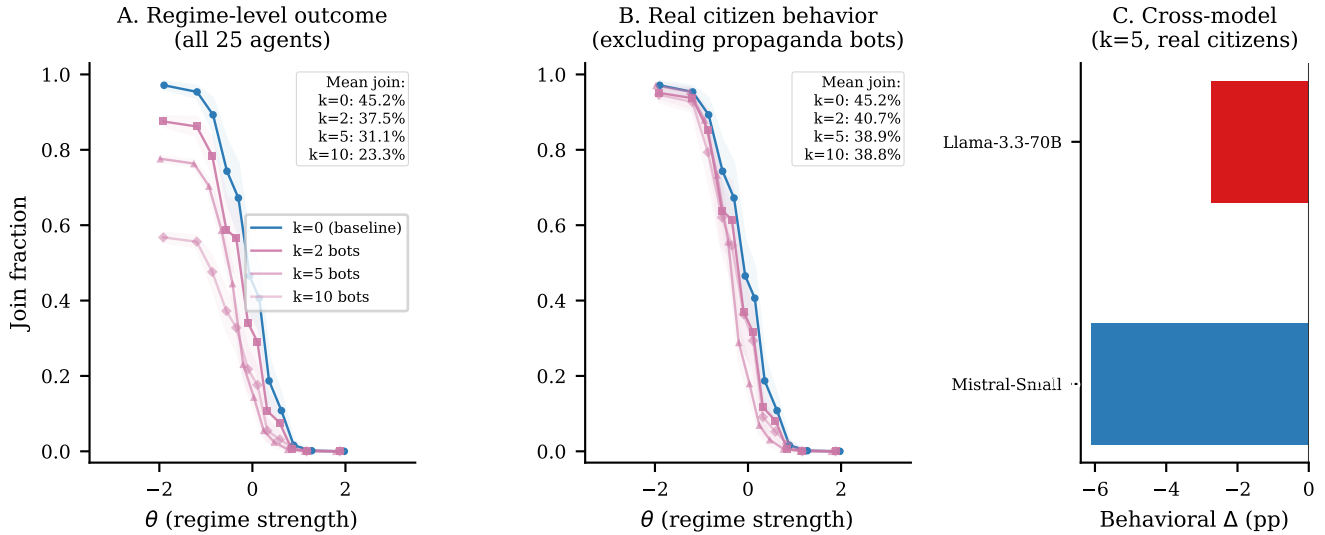 A. Regime-level outcome
(all 25 agents)
Mean join:
k=0: 45.2%
k=2: 37.5%
k=5: 31.1%
k=10: 23.3%
k=0 (baseline)
k=2 bots
k=5 bots
k=10 bots
Join fraction
1.0
0.8
0.6
0.4
0.2
0.0
−2
0
2
θ (regime strength)
B. Real citizen behavior
(excluding propaganda bots)
Mean join:
k=0: 45.2%
k=2: 40.7%
k=5: 38.9%
k=10: 38.8%
1.0
0.8
0.6
0.4
0.2
0.0
−2
0
2
θ (regime strength)
C. Cross-model
(k=5, real citizens)
Llama-3.3-70B
Mistral-Small
−6
−4
−2
0
Behavioral Δ (pp)